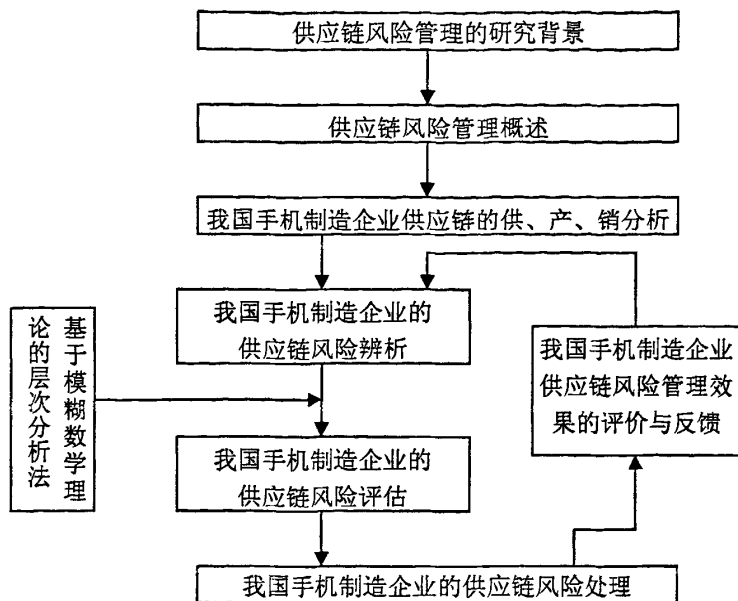 供应链风险管理的研究背景
供应链风险管理概述
我国手机制造企业供应链的供、产、销分析
我国手机制造企业的
供应链风险辨析
基于模糊数学理
论的层次分析法
我国手机制造企业
供应链风险管理效
果的评价与反馈
我国手机制造企业的
供应链风险评估
我国手机制造企业的供应链风险处理